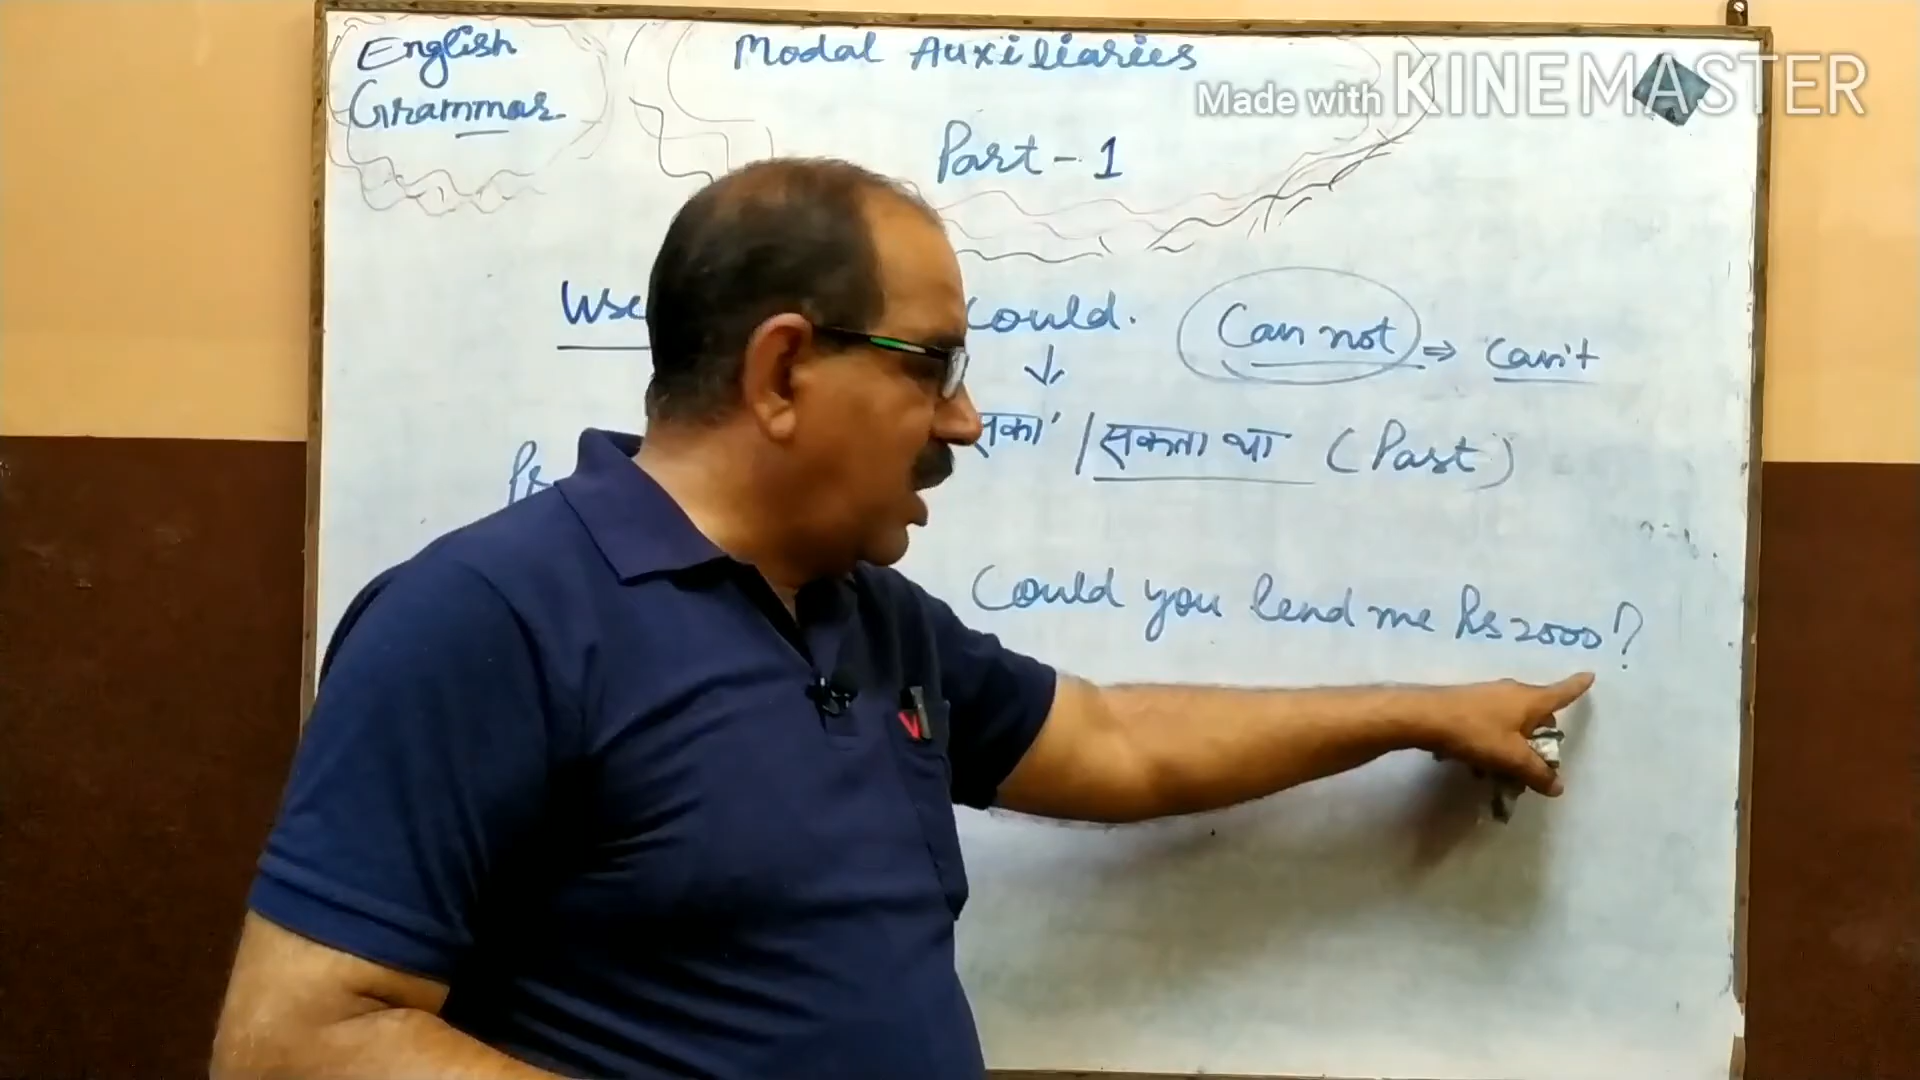 English
Grammar
Modal Auxiliaries
Made with KINEMASTER
Part - 1
Could.
Can not ⇒ Can't
सका' / सकता था (Past)
Could you lend me Rs 2000?